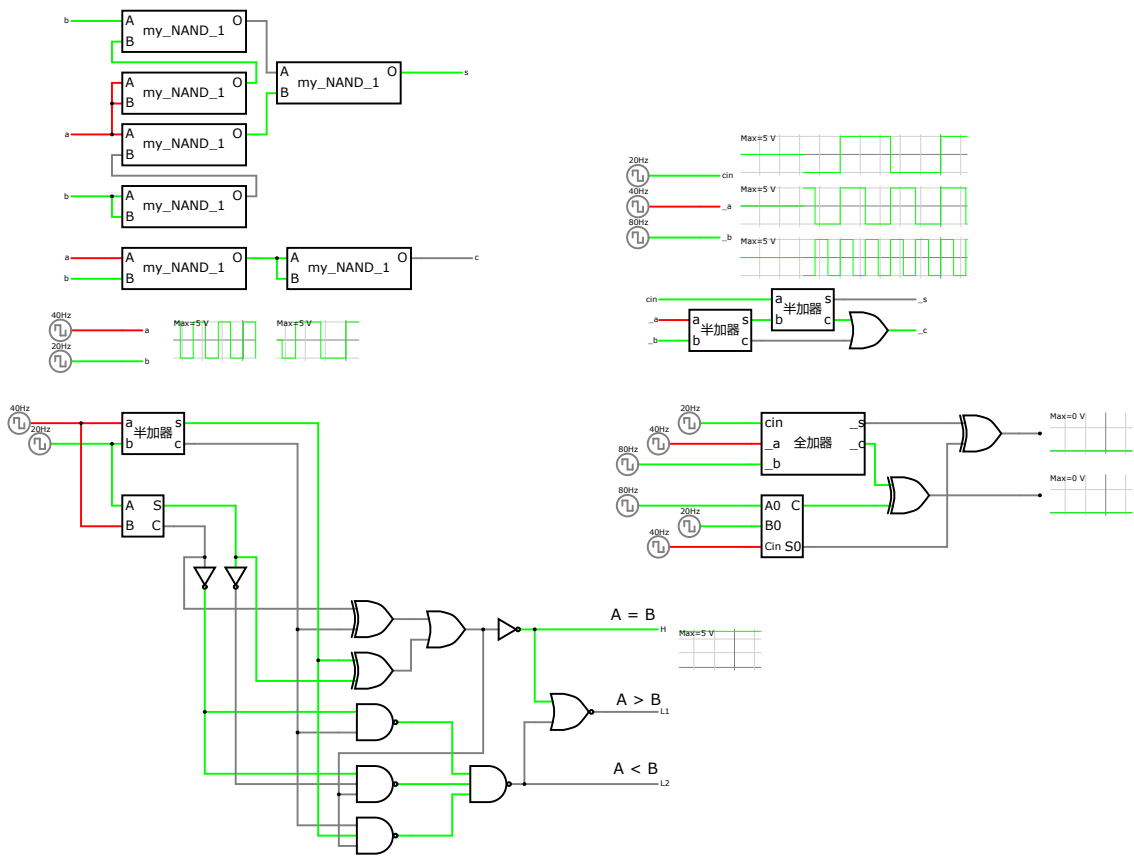 b
A
B
my_NAND_1
O
A
B
my_NAND_1
O
s
A
B
my_NAND_1
O
a
A
B
my_NAND_1
O
b
A
B
my_NAND_1
O
a
b
A
B
my_NAND_1
O
A
B
my_NAND_1
O
c
40Hz
a
20Hz
b
Max=5 V
Max=5 V
20Hz
cin
40Hz
_a
80Hz
_b
Max=5 V
Max=5 V
Max=5 V
cin
_a
_b
a
b
半加器
s
c
a
b
半加器
s
c
_s
_c
40Hz
20Hz
a
b
半加器
s
c
A
B
S
C
A = B
H
Max=5 V
A > B
L1
A < B
L2
20Hz
40Hz
80Hz
cin
_a
_b
全加器
_s
_c
80Hz
20Hz
40Hz
A0
B0
Cin
C
S0
Max=0 V
Max=0 V